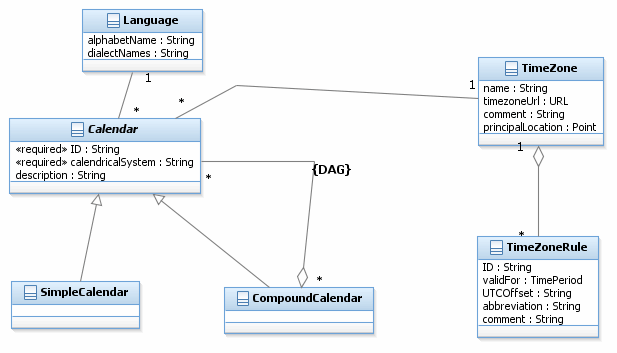 Language
alphabetName : String
dialectNames : String
1
*
*
1
TimeZone
name : String
timezoneUrl : URL
comment : String
principalLocation : Point
1
*
Calendar
«required» ID : String
«required» calendricalSystem : String
description : String
*
{DAG}
*
SimpleCalendar
CompoundCalendar
TimeZoneRule
ID : String
validFor : TimePeriod
UTCOffset : String
abbreviation : String
comment : String